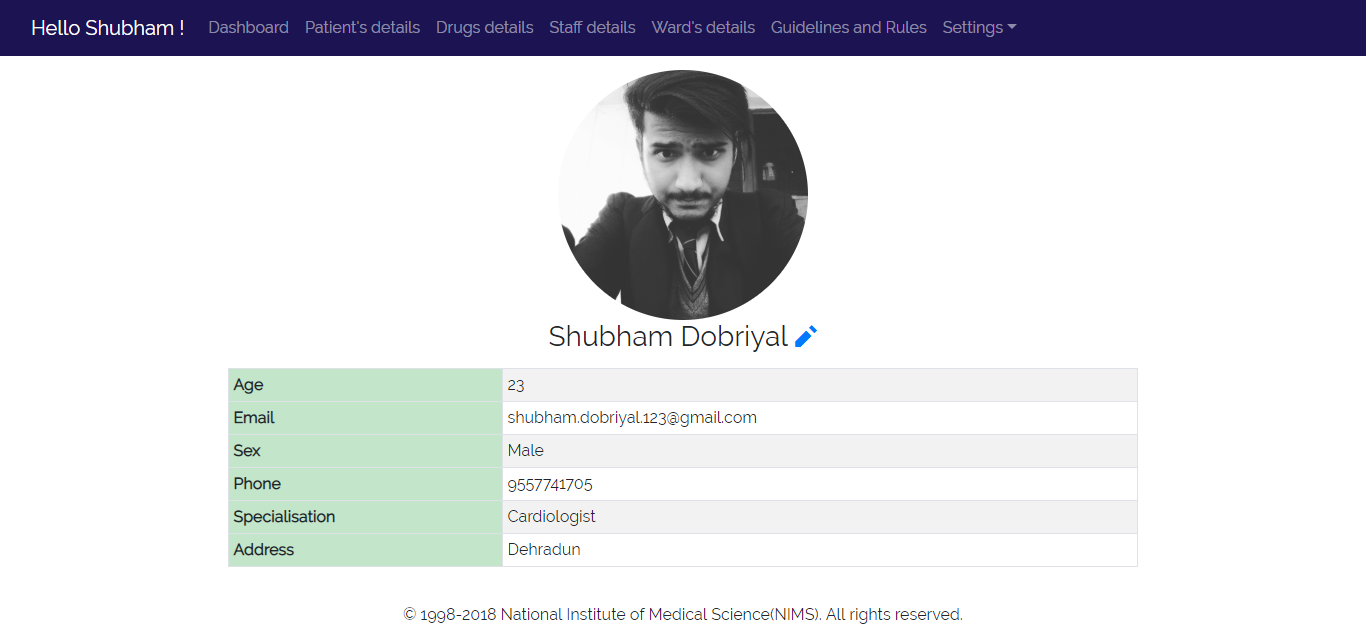 Hello Shubham ! Dashboard Patient's details Drugs details Staff details Ward's details Guidelines and Rules Settings
Shubham Dobriyal
Age 23
Email shubham.dobriyal.123@gmail.com
Sex Male
Phone 9557741705
Specialisation Cardiologist
Address Dehradun
© 1998-2018 National Institute of Medical Science(NIMS). All rights reserved.